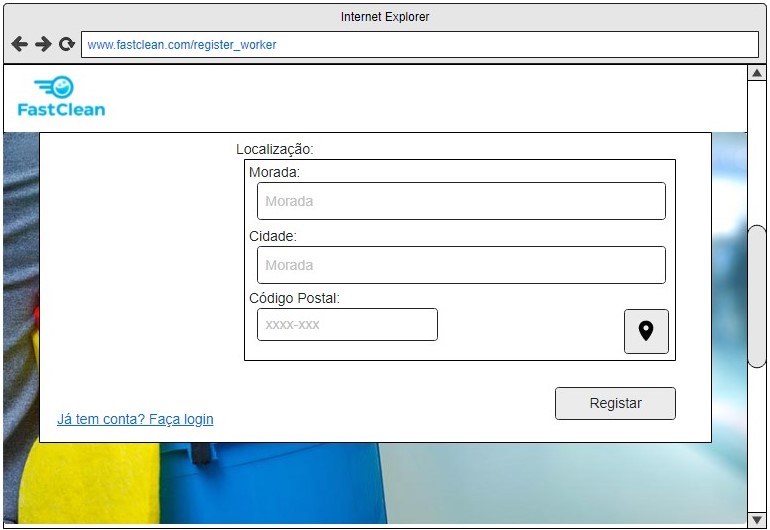 Internet Explorer
www.fastclean.com/register_worker
FastClean
Localização:
Morada:
Morada
Cidade:
Morada
Código Postal:
xxxx-xxx
Registar
Já tem conta? Faça login